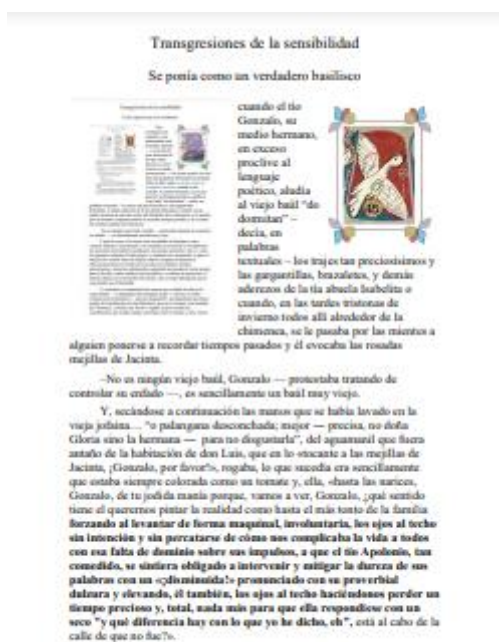 Transgresiones de la sensibilidad
Se ponía como un verdadero basilisco
cuando el tío
Gonzalo, su
medio hermano,
en exceso
proclive al
lenguaje
poético, aludía
al viejo baúl "do
dormitan" –
decía, en
palabras
textuales – los trajes tan preciosísimos y
las gargantillas, brazaletes, y demás
aderezos de la tía abuela Isabelita o
cuando, en las tardes tristonas de
invierno todos allí alrededor de la
chimenea, se le pasaba por las mientes a
alguien ponerse a recordar tiempos pasados y él evocaba las rosadas
mejillas de Jacinta.
–No es ningún viejo baúl, Gonzalo — protestaba tratando de
controlar su enfado —, es sencillamente un baúl muy viejo.
Y, secándose a continuación las manos que se había lavado en la
vieja jofaina… "o palangana desconchada; mejor — precisa, no doña
Gloria sino la hermana — para no disgustarla", del aguamanil que fuera
antaño de la habitación de don Luis, que en lo «tocante a las mejillas de
Jacinta, ¡Gonzalo, por favor!», rogaba, lo que sucedía era sencillamente
que estaba siempre colorada como un tomate y, ella, «hasta las narices,
Gonzalo, de tu jodida manía porque, vamos a ver, Gonzalo, ¿qué sentido
tiene el querernos pintar la realidad como hasta el más tonto de la familia
forzando al levantar de forma maquinal, involuntaria, los ojos al techo
sin intención y sin percatarse de cómo nos complicaba la vida a todos
con esa falta de dominio sobre sus impulsos, a que el tío Apolonio, tan
comedido, se sintiera obligado a intervenir y mitigar la dureza de sus
palabras con un «¡disminuida!» pronunciado con su proverbial
dulzura y elevando, él también, los ojos al techo haciéndonos perder un
tiempo precioso y, total, nada más para que ella respondiese con un
seco "y qué diferencia hay con lo que yo he dicho, eh", está al cabo de la
calle de que no fue?».